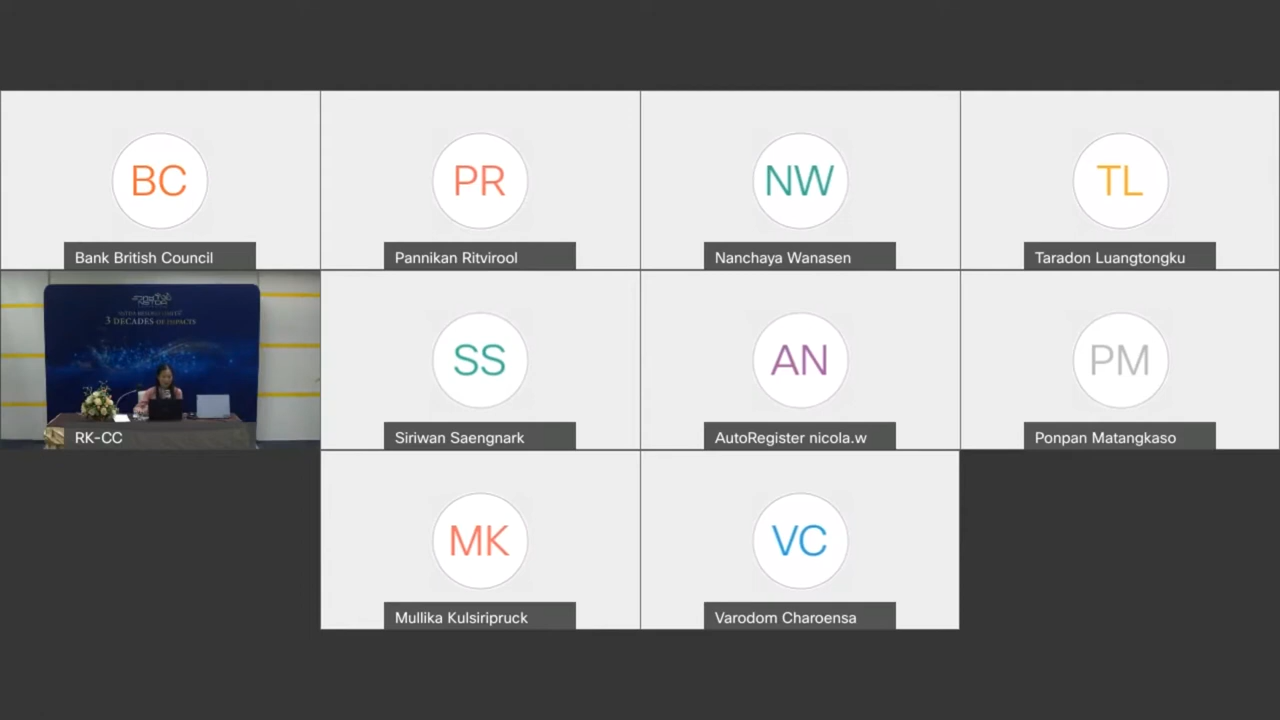 BC
Bank British Council
PR
Pannikan Ritvirool
NW
Nanchaya Wanasen
TL
Taradon Luangtongku
NSTDA
3 DECADES OF IMPACTS
RK-CC
SS
Siriwan Saengnark
AN
AutoRegister nicola.w
PM
Ponpan Matangkaso
MK
Mullika Kulsiripruck
VC
Varodom Charoensa